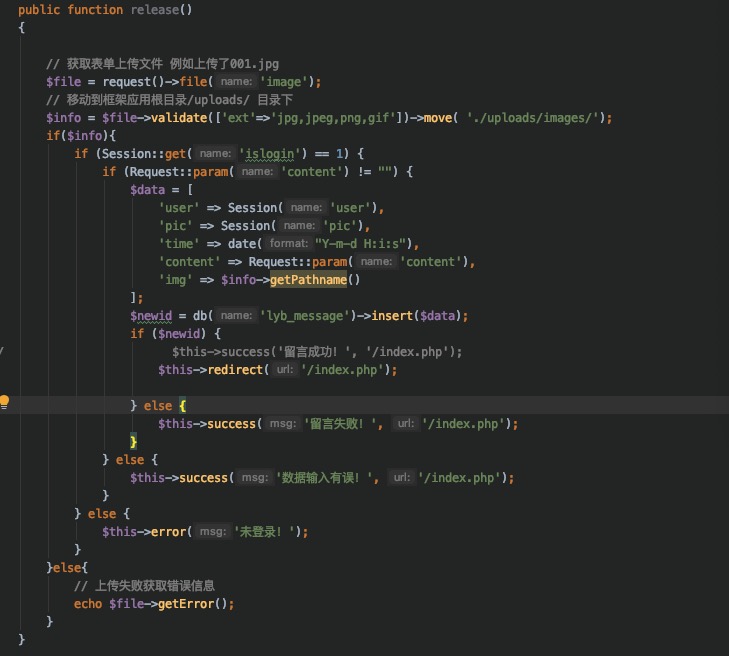 public function release()
{
// 获取表单上传文件 例如上传了001.jpg
$file = request()->file( name: 'image');
// 移动到框架应用根目录/uploads/ 目录下
$info = $file->validate(['ext'=>'jpg,jpeg,png,gif'])->move( './uploads/images/');
if($info){
if (Session::get( name: 'islogin') == 1) {
if (Request::param( name: 'content') != "") {
$data = [
'user' => Session( name: 'user'),
'pic' => Session( name: 'pic'),
'time' => date( format: "Y-m-d H:i:s"),
'content' => Request::param( name: 'content'),
'img' => $info->getPathname()
];
$newid = db( name: 'lyb_message')->insert($data);
if ($newid) {
/ $this->success('留言成功！', '/index.php');
$this->redirect( url: '/index.php');
} else {
$this->success( msg: '留言失败！', url: '/index.php');
}
} else {
$this->success( msg: '数据输入有误！', url: '/index.php');
}
} else {
$this->error( msg: '未登录！');
}
}else{
// 上传失败获取错误信息
echo $file->getError();
}
}